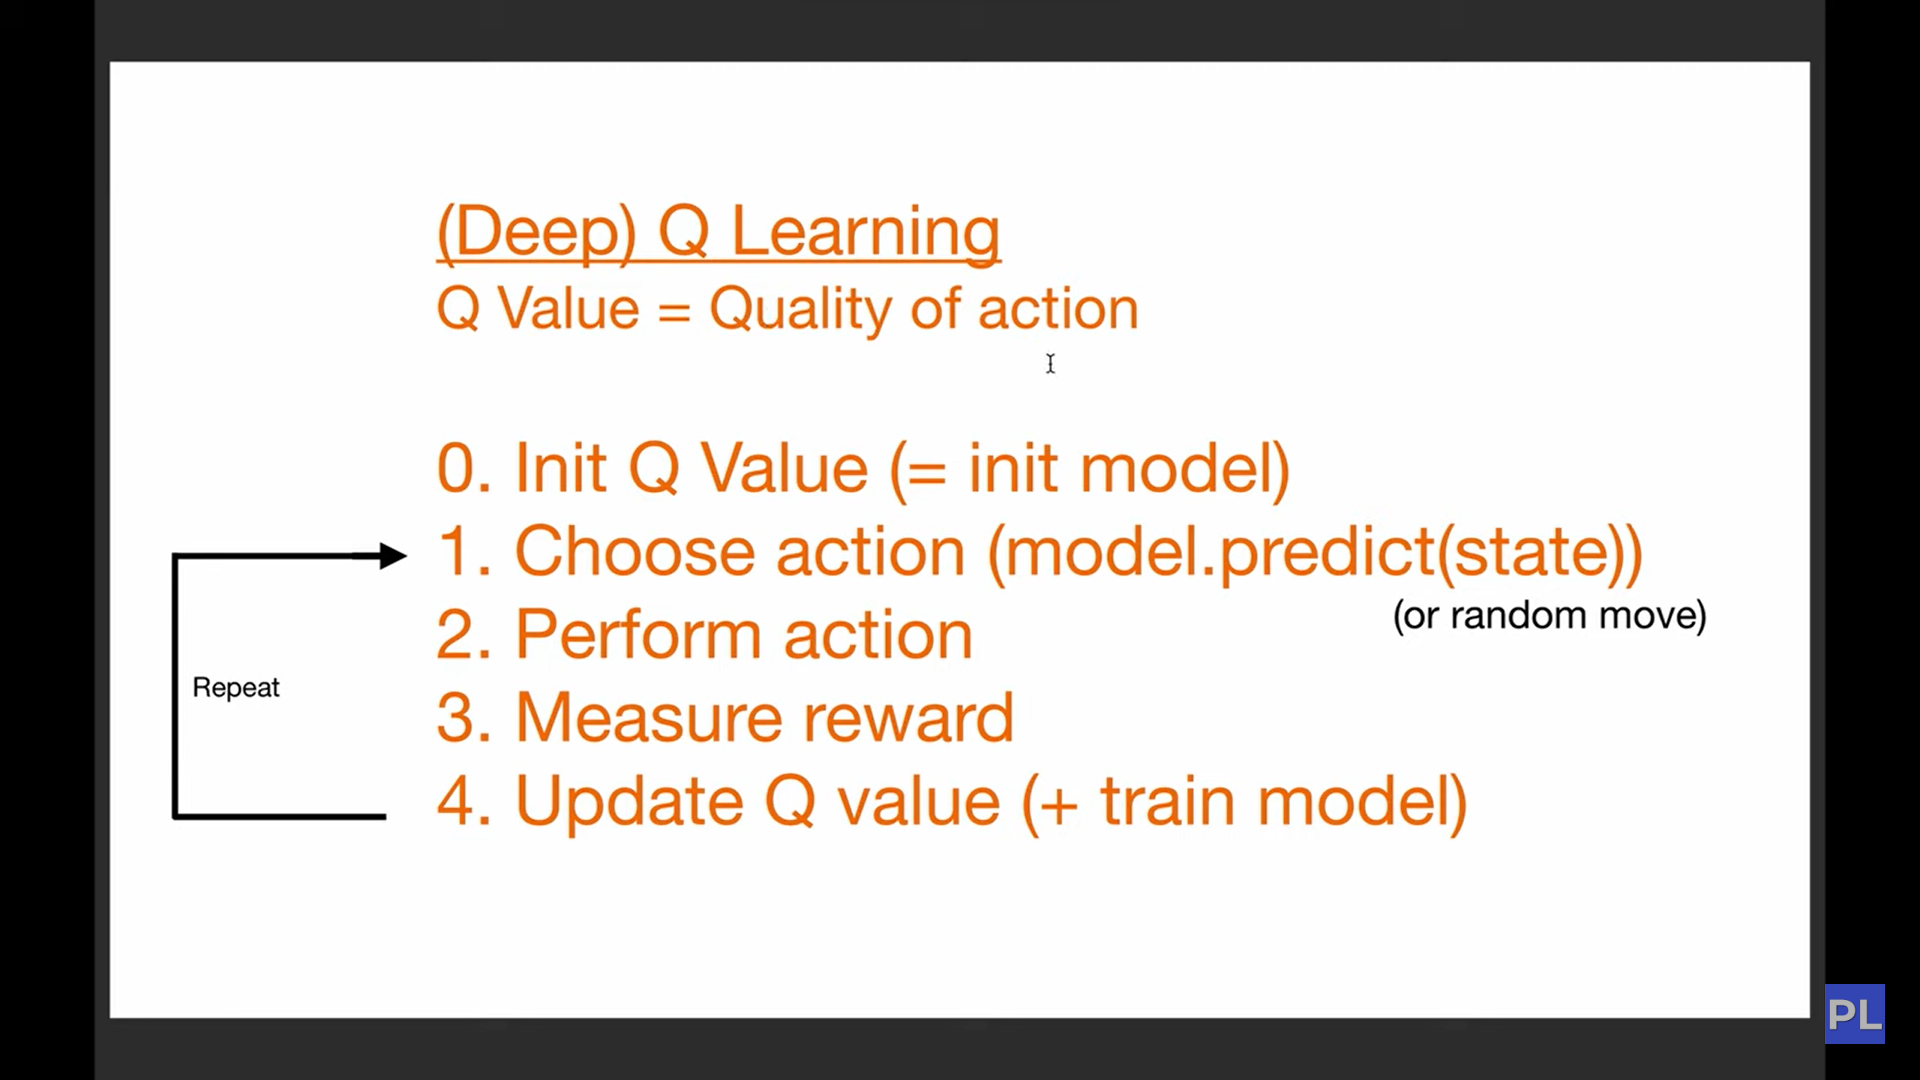 (Deep) Q Learning
Q Value = Quality of action
0. Init Q Value (= init model)
1. Choose action (model.predict(state))
(or random move)
2. Perform action
Repeat
3. Measure reward
4. Update Q value (+ train model)
PL